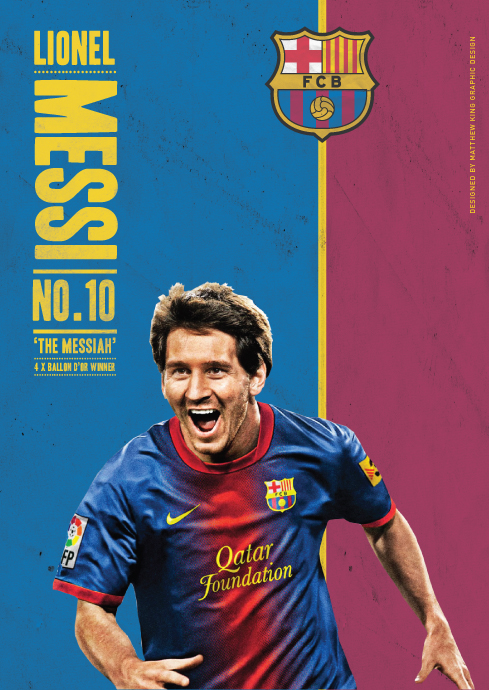 LIONEL
MESSI
NO.10
'THE MESSIAH'
4 X BALLON D'OR WINNER
FCB
DESIGNED BY MATTHEW KING GRAPHIC DESIGN
FCB
Qatar
Foundation
FP